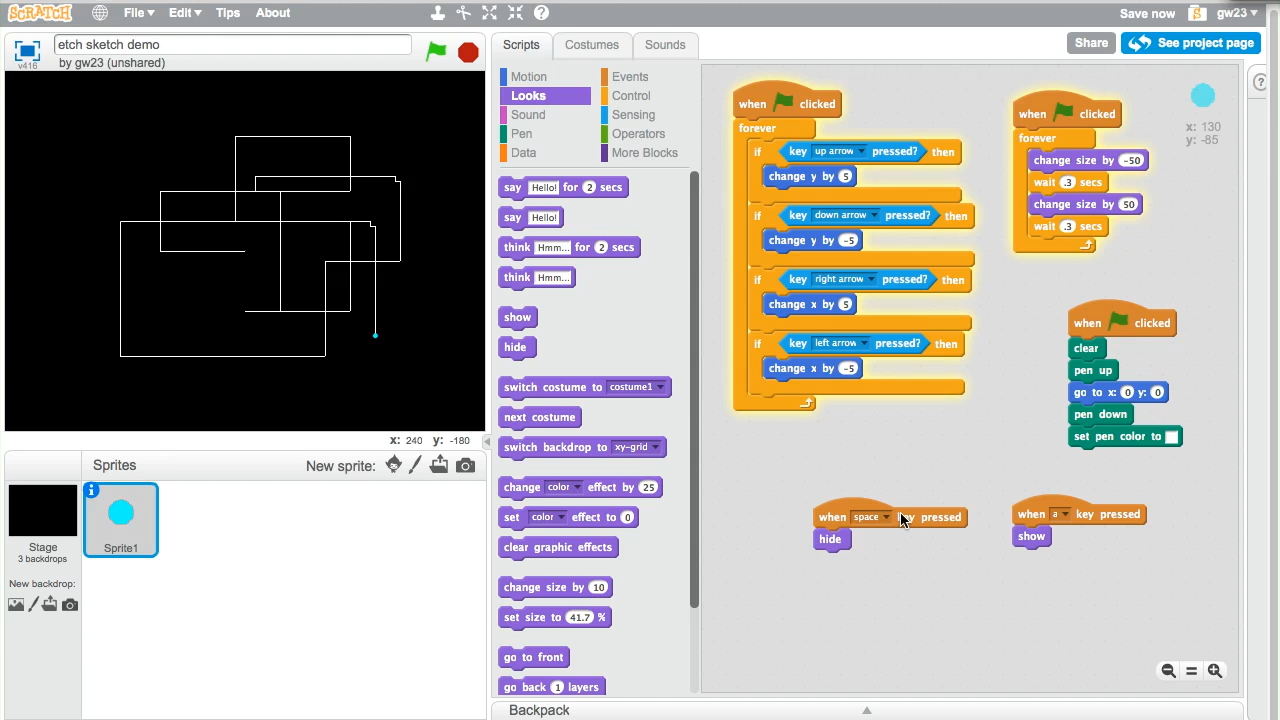 SCRATCH File▼ Edit▼ Tips About Save now gw23▼
v416
etch sketch demo
by gw23 (unshared)
Scripts Costumes Sounds
Share See project page
Motion Events
Looks Control
Sound Sensing
Pen Operators
Data More Blocks
say Hello! for 2 secs
say Hello!
think Hmm... for 2 secs
think Hmm...
show
hide
switch costume to costume1
next costume
switch backdrop to xy-grid
change color effect by 25
set color effect to 0
clear graphic effects
change size by 10
set size to 41.7 %
go to front
go back 1 layers
when clicked
forever
if key up arrow pressed? then
change y by 5
if key down arrow pressed? then
change y by -5
if key right arrow pressed? then
change x by 5
if key left arrow pressed? then
change x by -5
when clicked
forever
change size by -50
wait .3 secs
change size by 50
wait .3 secs
x: 130
y: -85
when clicked
clear
pen up
go to x: 0 y: 0
pen down
set pen color to
when space key pressed
hide
when a key pressed
show
x: 240 y: -180
Sprites New sprite:
Stage
3 backdrops
New backdrop:
Sprite1
Backpack